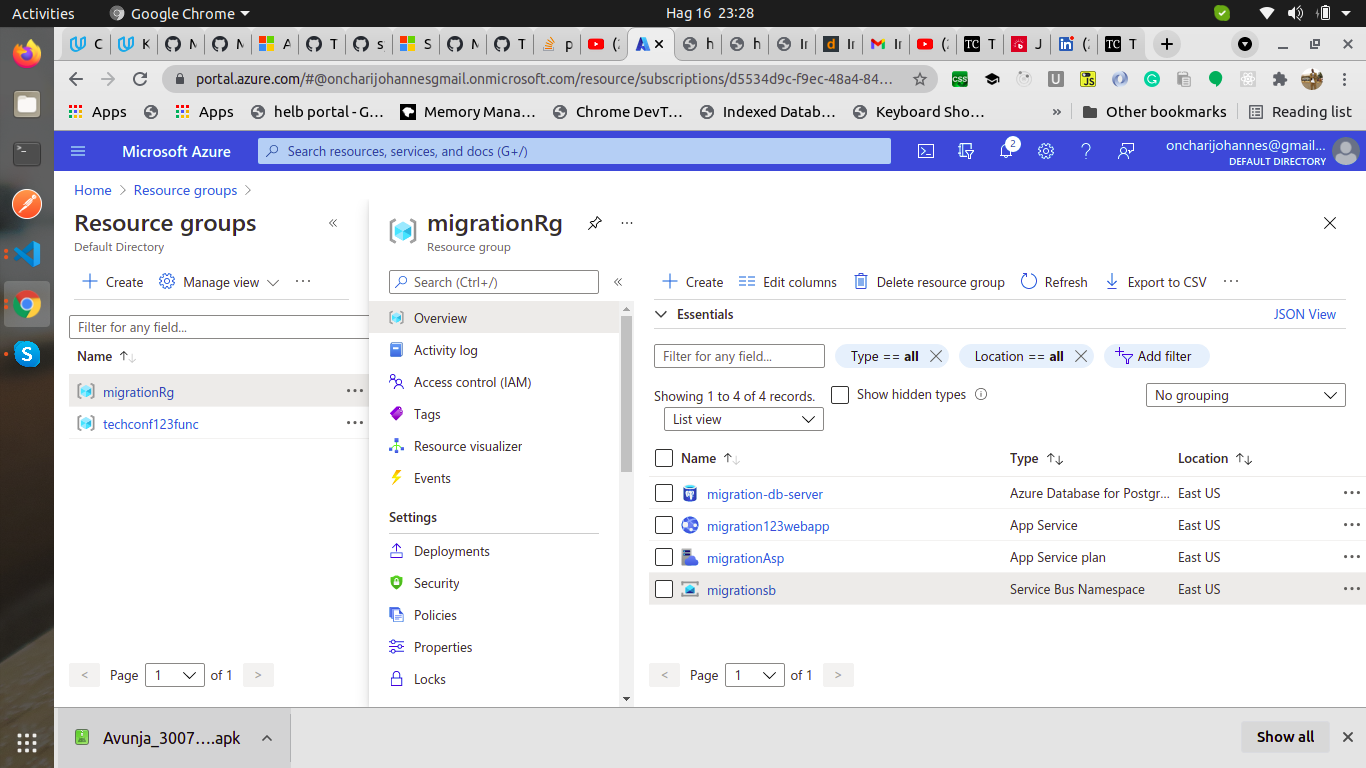 Activities Google Chrome Hag 16 23:28
C K M M A T s S M T p (2 h h Ir Ir Ir (2 T J (2 T
portal.azure.com/#@oncharijohannesgmail.onmicrosoft.com/resource/subscriptions/d5534d9c-f9ec-48a4-84…
Apps Apps helb portal - G… Memory Mana… Chrome DevT… Indexed Datab… Keyboard Sho… » Other bookmarks Reading list
Microsoft Azure Search resources, services, and docs (G+/) 2 oncharijohannes@gmail...
DEFAULT DIRECTORY
Home > Resource groups >
Resource groups «
Default Directory
+ Create Manage view ...
Filter for any field...
Name
migrationRg ...
techconf123func ...
< Page 1 of 1 >
migrationRg ...
Resource group
Search (Ctrl+/) «
Overview
Activity log
Access control (IAM)
Tags
Resource visualizer
Events
Settings
Deployments
Security
Policies
Properties
Locks
+ Create Edit columns Delete resource group Refresh Export to CSV ...
Essentials JSON View
Filter for any field... Type == all Location == all Add filter
Showing 1 to 4 of 4 records. Show hidden types No grouping
List view
Name Type Location
migration-db-server Azure Database for Postgr... East US ...
migration123webapp App Service East US ...
migrationAsp App Service plan East US ...
migrationsb Service Bus Namespace East US ...
< Page 1 of 1 >
Avunja_3007….apk Show all